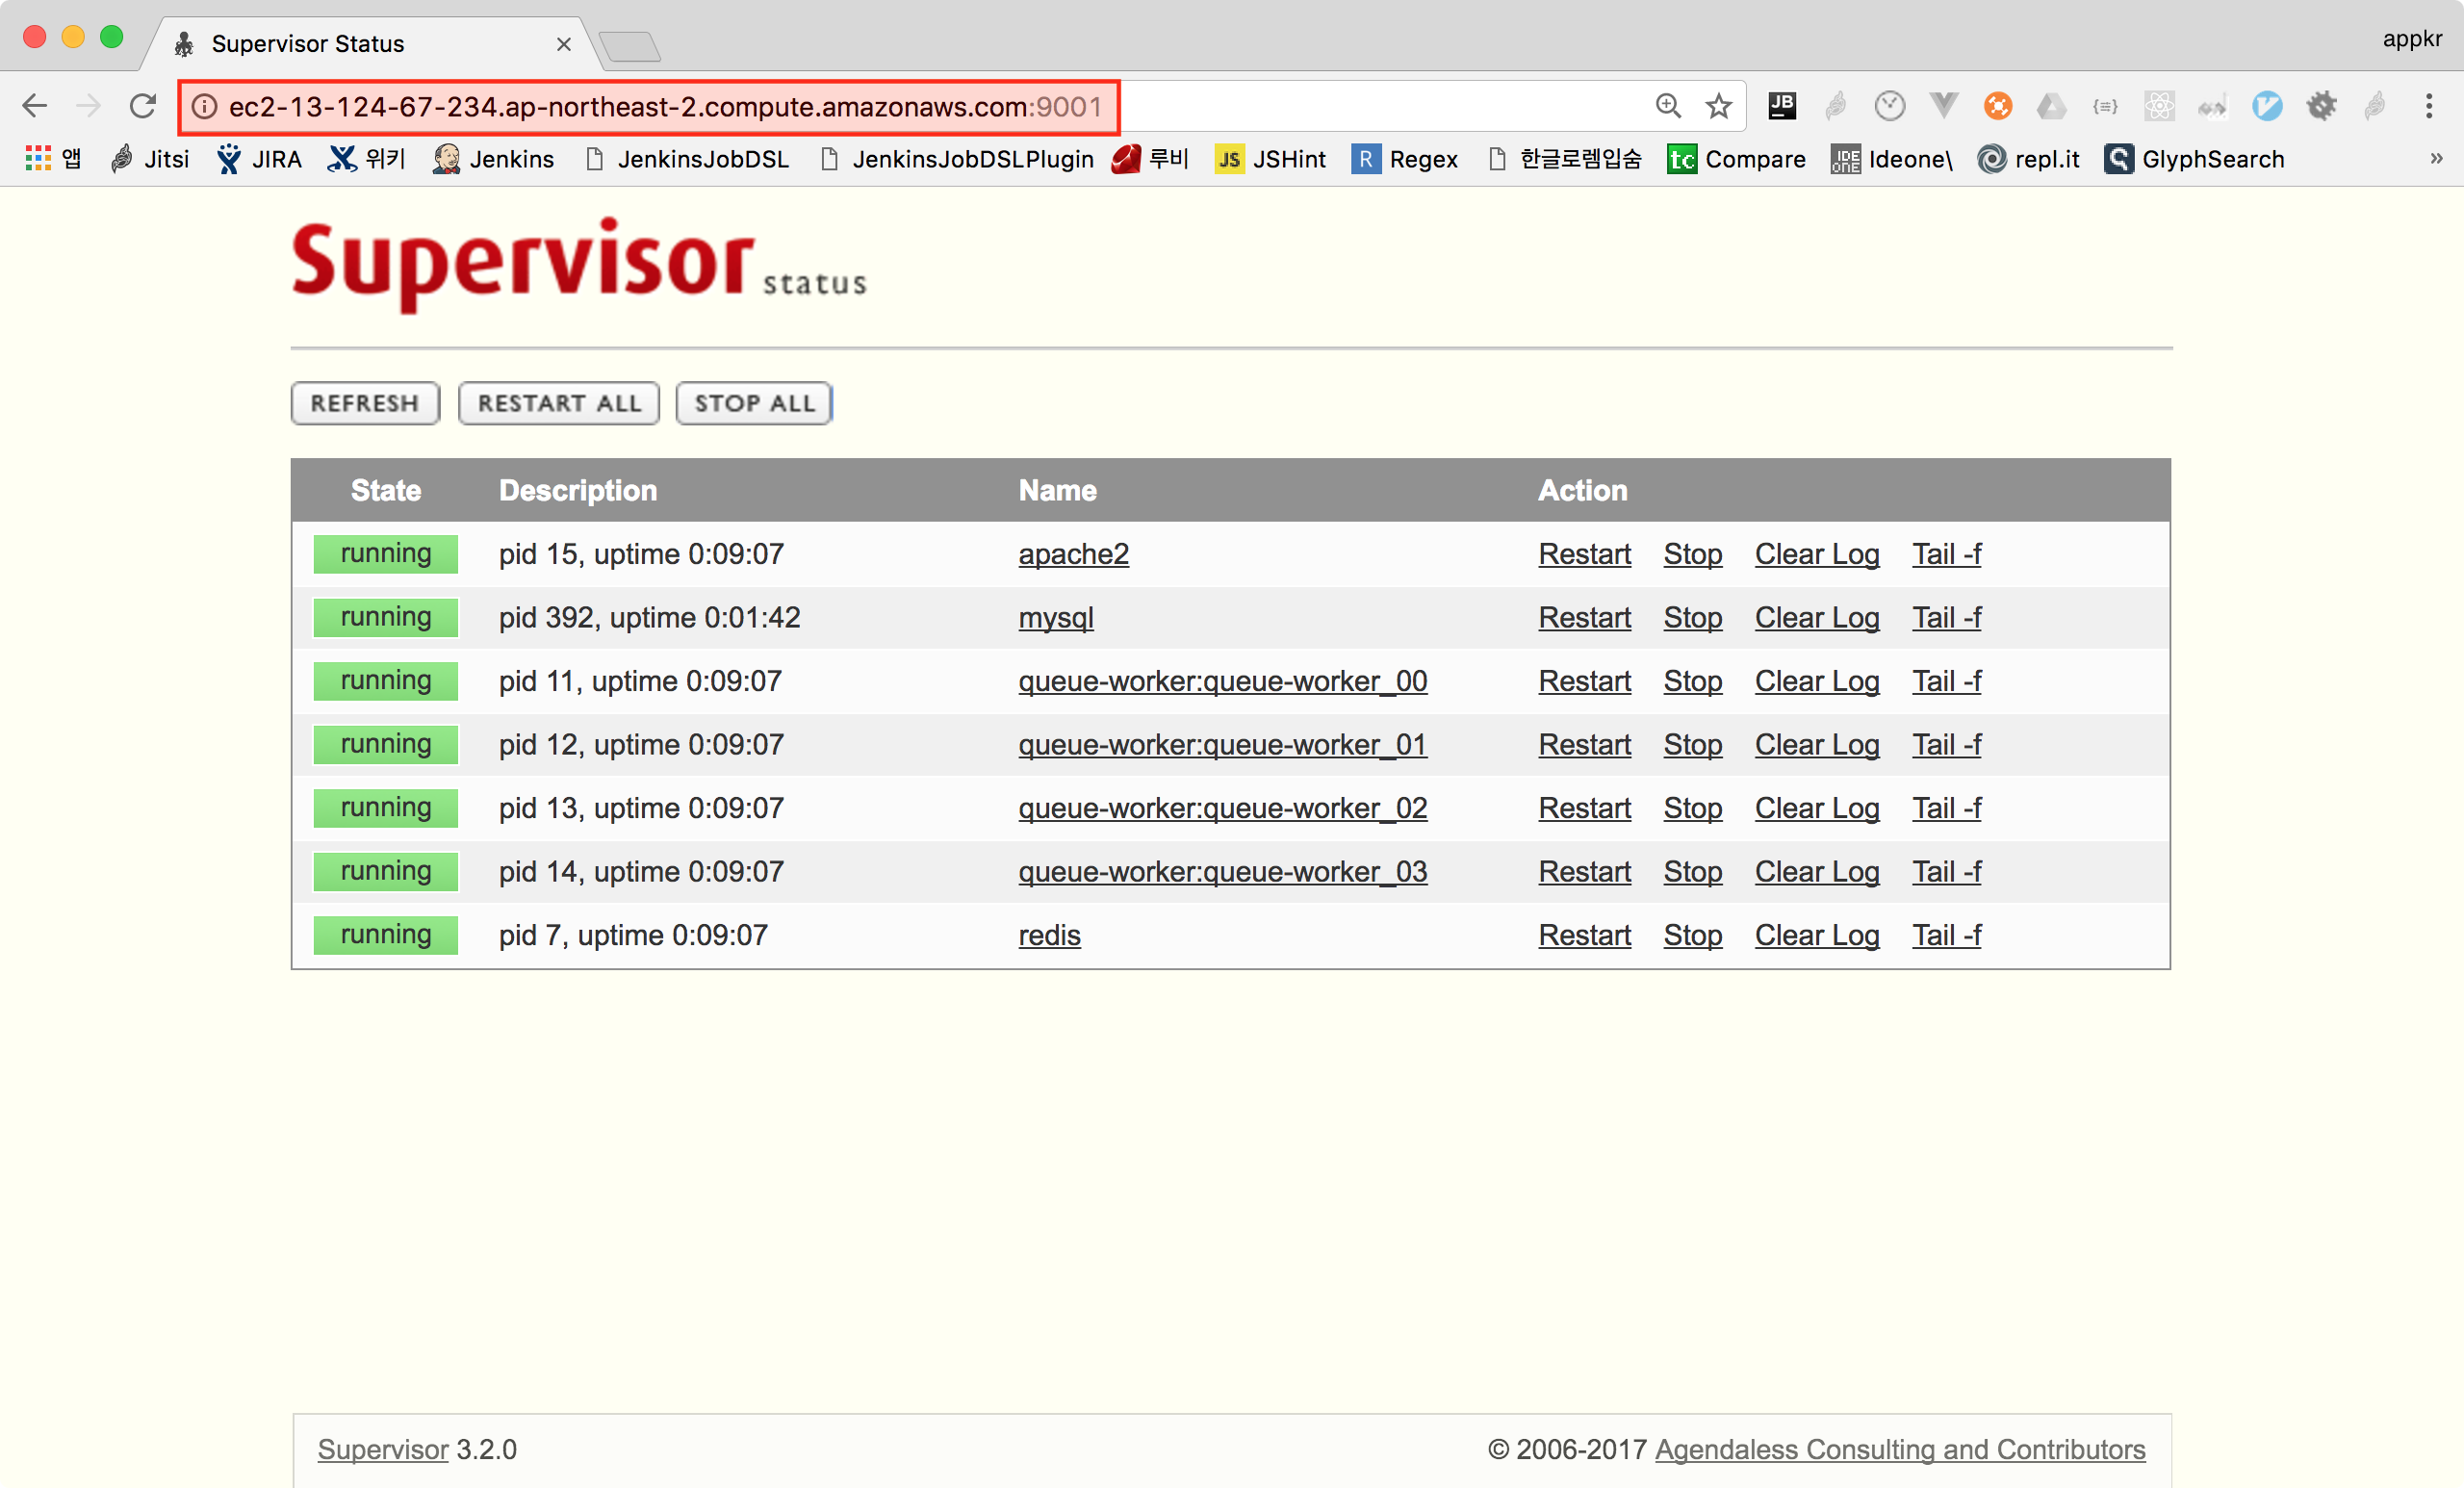 Supervisor Status
appkr
ec2-13-124-67-234.ap-northeast-2.compute.amazonaws.com:9001
JB
앱 Jitsi JIRA 위키 Jenkins JenkinsJobDSL JenkinsJobDSLPlugin 루비 JS JSHint R Regex 한글로렘입숨 tc Compare IDE ONE Ideone\ repl.it GlyphSearch »
Supervisor status
REFRESH RESTART ALL STOP ALL
State Description Name Action
running pid 15, uptime 0:09:07 apache2 Restart Stop Clear Log Tail -f
running pid 392, uptime 0:01:42 mysql Restart Stop Clear Log Tail -f
running pid 11, uptime 0:09:07 queue-worker:queue-worker_00 Restart Stop Clear Log Tail -f
running pid 12, uptime 0:09:07 queue-worker:queue-worker_01 Restart Stop Clear Log Tail -f
running pid 13, uptime 0:09:07 queue-worker:queue-worker_02 Restart Stop Clear Log Tail -f
running pid 14, uptime 0:09:07 queue-worker:queue-worker_03 Restart Stop Clear Log Tail -f
running pid 7, uptime 0:09:07 redis Restart Stop Clear Log Tail -f
Supervisor 3.2.0 © 2006-2017 Agendaless Consulting and Contributors